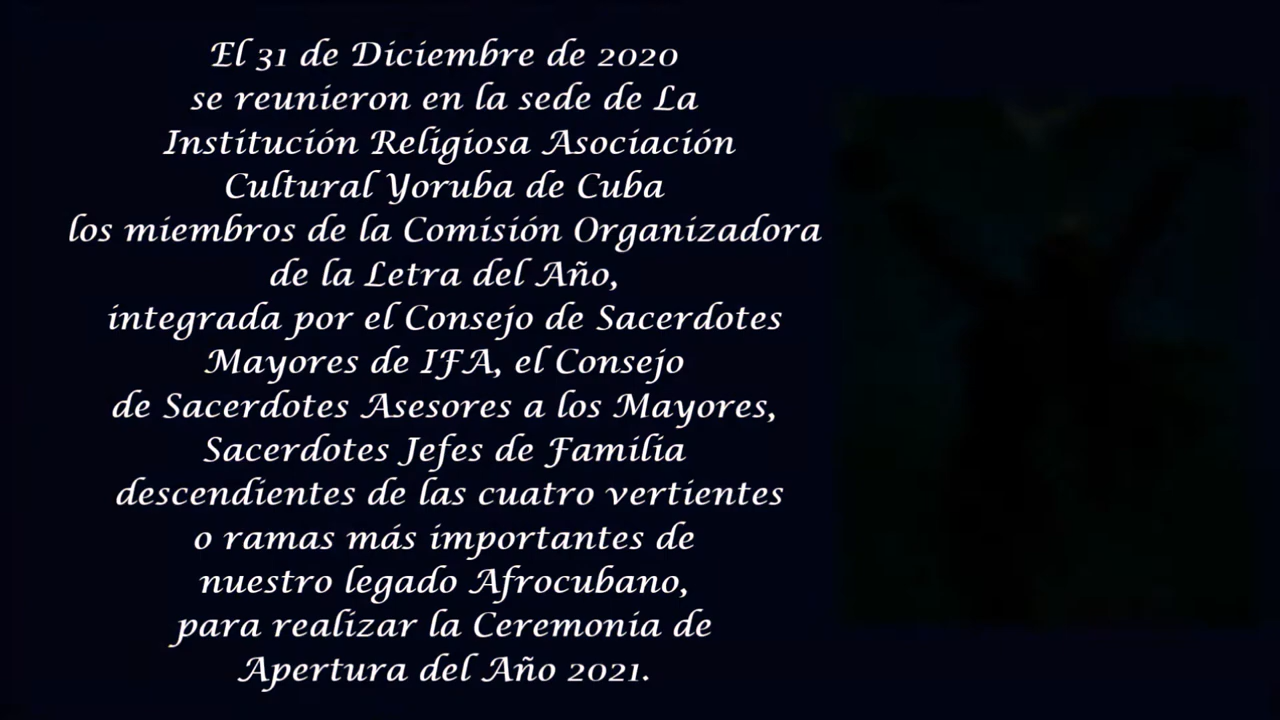 El 31 de Diciembre de 2020
se reunieron en la sede de La
Institución Religiosa Asociación
Cultural Yoruba de Cuba
los miembros de la Comisión Organizadora
de la Letra del Año,
integrada por el Consejo de Sacerdotes
Mayores de IFA, el Consejo
de Sacerdotes Asesores a los Mayores,
Sacerdotes Jefes de Familia
descendientes de las cuatro vertientes
o ramas más importantes de
nuestro legado Afrocubano,
para realizar la Ceremonia de
Apertura del Año 2021.